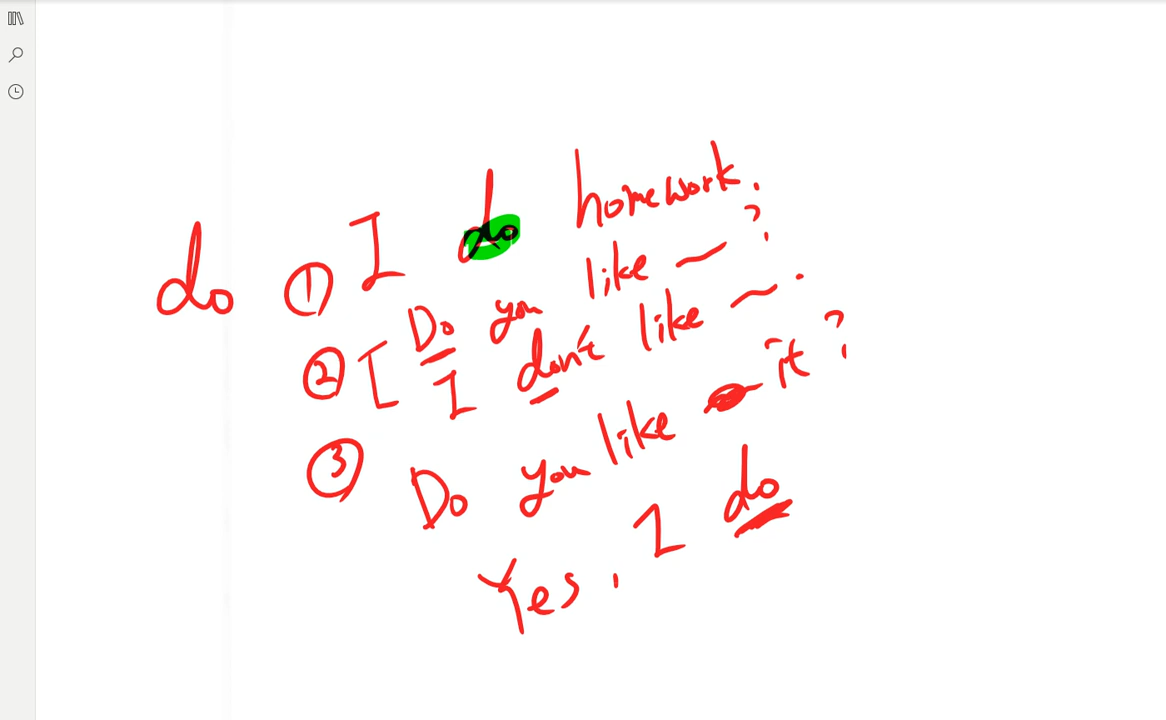 do ① I do homework.
② [ Do you like ~ ?
I don't like ~ .
③ Do you like it?
Yes, I do